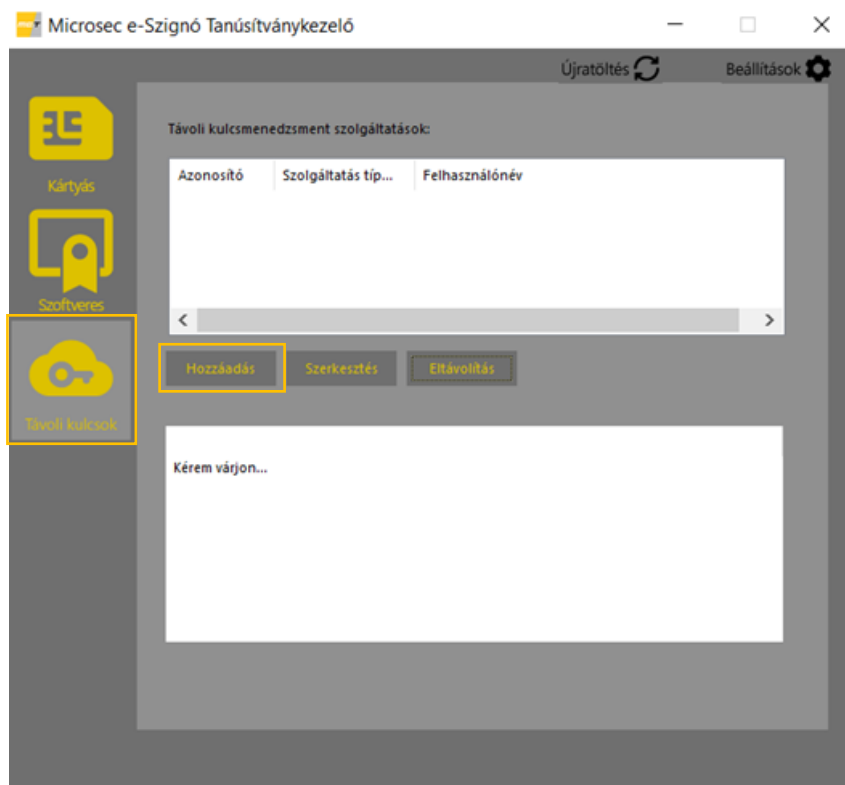 Microsec e-Szignó Tanúsítványkezelő
Újratöltés
Beállítások
Kártyás
Szoftveres
Távoli kulcsok
Távoli kulcsmenedzsment szolgáltatások:
Azonosító Szolgáltatás típ... Felhasználónév
Hozzáadás Szerkesztés Eltávolítás
Kérem várjon...